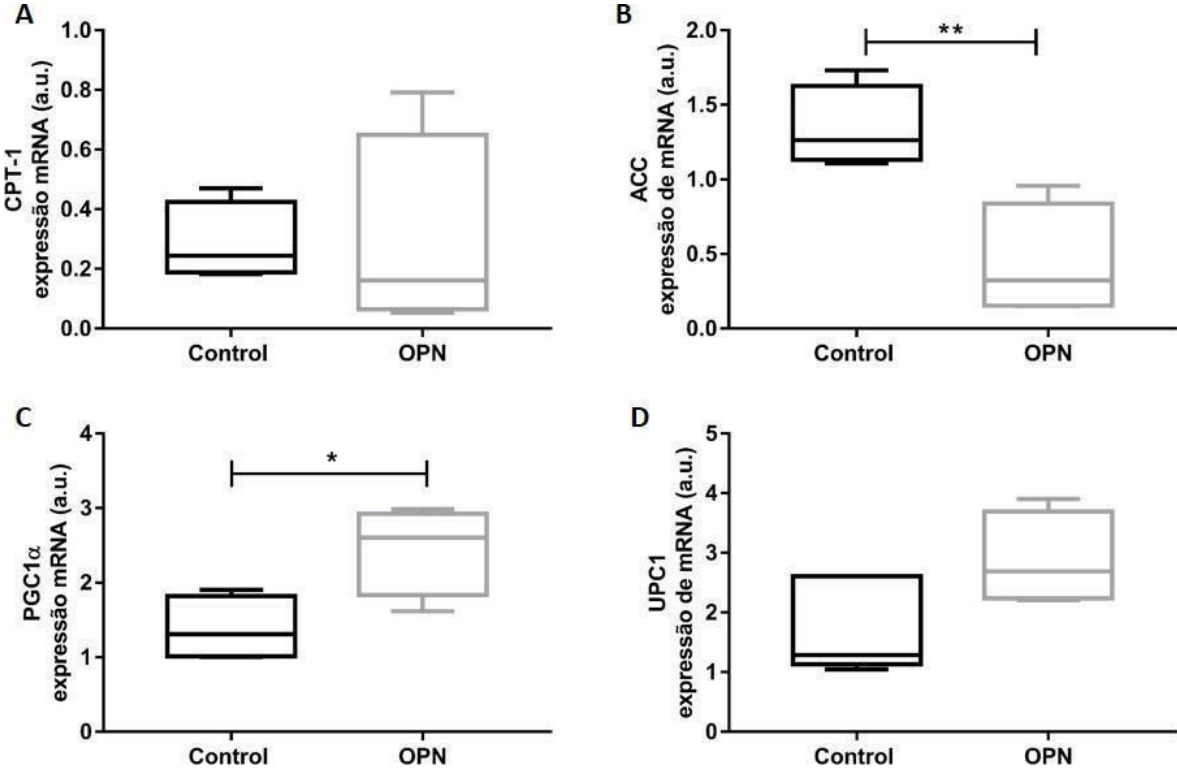 A
CPT-1
expressão mRNA (a.u.)
1.0
0.8
0.6
0.4
0.2
0.0
Control
OPN
B
ACC
expressão de mRNA (a.u.)
2.0
1.5
1.0
0.5
0.0
**
Control
OPN
C
PGC1α
expressão mRNA (a.u.)
4
3
2
1
0
*
Control
OPN
D
UPC1
expressão de mRNA (a.u.)
5
4
3
2
1
0
Control
OPN